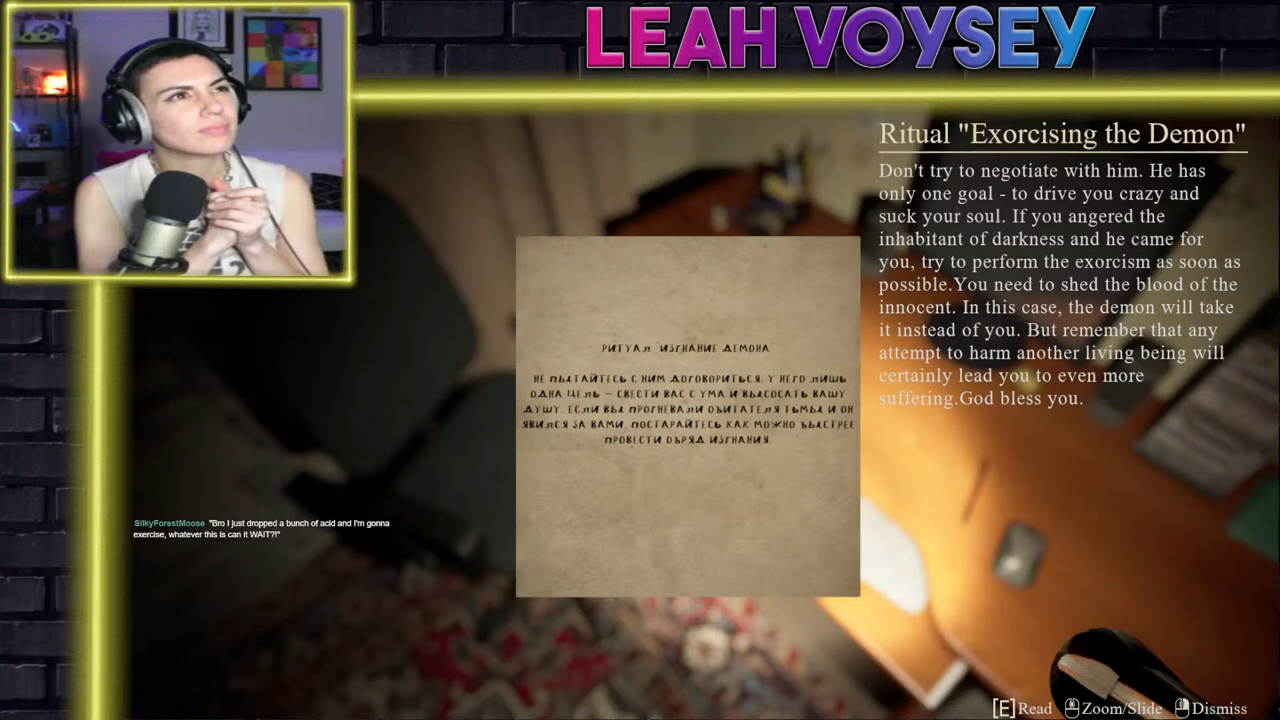 LEAH VOYSEY
Ritual "Exorcising the Demon"
Don't try to negotiate with him. He has
only one goal - to drive you crazy and
suck your soul. If you angered the
inhabitant of darkness and he came for
you, try to perform the exorcism as soon as
possible.You need to shed the blood of the
innocent. In this case, the demon will take
it instead of you. But remember that any
attempt to harm another living being will
certainly lead you to even more
suffering.God bless you.
РИТУАЛ "ИЗГНАНИЕ ДЕМОНА"
НЕ ПЫТАЙТЕСЬ С НИМ ДОГОВОРИТЬСЯ. У НЕГО ЛИШЬ
ОДНА ЦЕЛЬ – СВЕСТИ ВАС С УМА И ВЫСОСАТЬ ВАШУ
ДУШУ. ЕСЛИ ВЫ ПРОГНЕВАЛИ ОБИТАТЕЛЯ ТЬМЫ И ОН
ЯВИЛСЯ ЗА ВАМИ, ПОСТАРАЙТЕСЬ КАК МОЖНО БЫСТРЕЕ
ПРОВЕСТИ ОБРЯД ИЗГНАНИЯ.
SilkyForestMoose "Bro I just dropped a bunch of acid and I'm gonna
exercise, whatever this is can it WAIT?!"
[E]Read Zoom/Slide Dismiss